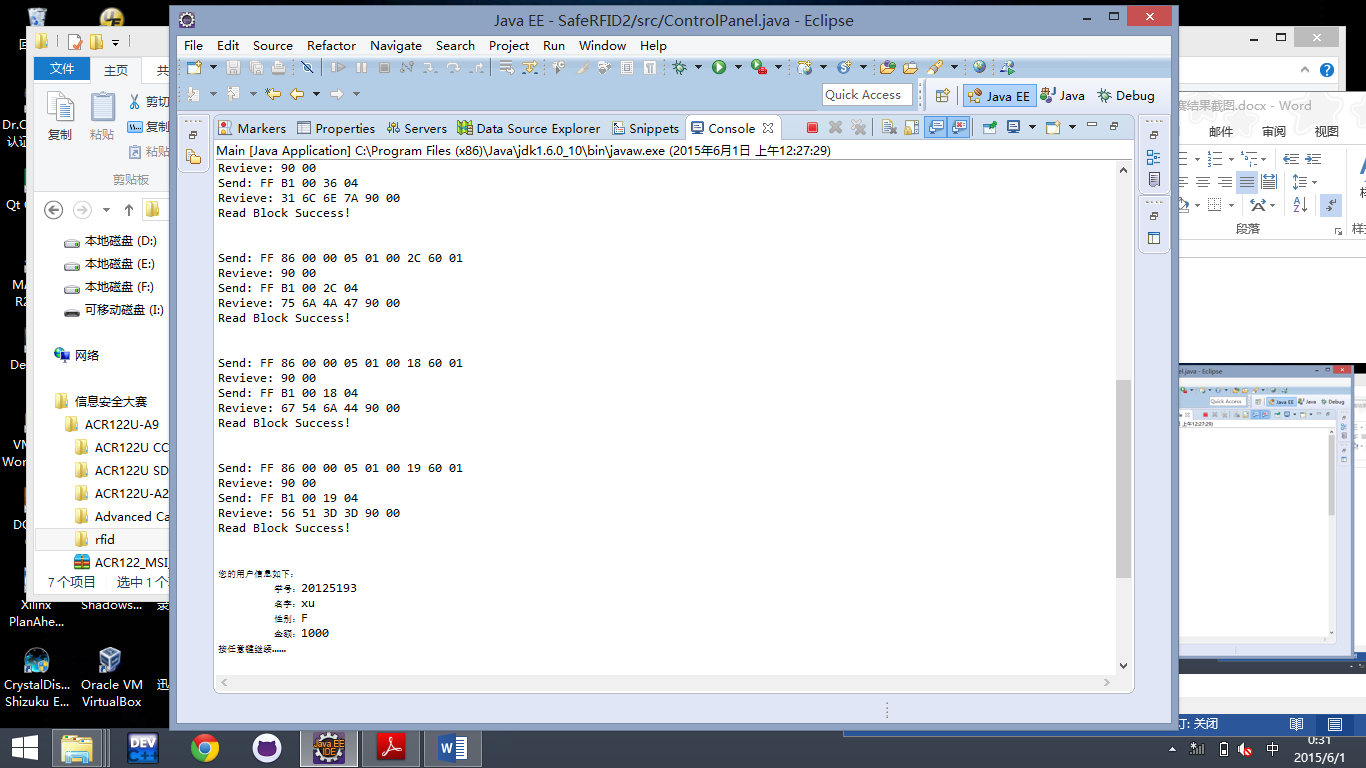 Java EE - SafeRFID2/src/ControlPanel.java - Eclipse
File Edit Source Refactor Navigate Search Project Run Window Help
Quick Access
Java EE
Java
Debug
Markers
Properties
Servers
Data Source Explorer
Snippets
Console
Main [Java Application] C:\Program Files (x86)\Java\jdk1.6.0_10\bin\javaw.exe (2015年6月1日 上午12:27:29)
Revieve: 90 00
Send: FF B1 00 36 04
Revieve: 31 6C 6E 7A 90 00
Read Block Success!
Send: FF 86 00 00 05 01 00 2C 60 01
Revieve: 90 00
Send: FF B1 00 2C 04
Revieve: 75 6A 4A 47 90 00
Read Block Success!
Send: FF 86 00 00 05 01 00 18 60 01
Revieve: 90 00
Send: FF B1 00 18 04
Revieve: 67 54 6A 44 90 00
Read Block Success!
Send: FF 86 00 00 05 01 00 19 60 01
Revieve: 90 00
Send: FF B1 00 19 04
Revieve: 56 51 3D 3D 90 00
Read Block Success!
您的用户信息如下:
学号: 20125193
名字: xu
性别: F
金额: 1000
按任意键继续……
文件
主页
共
复制
粘贴
剪切
复制
粘贴
剪贴板
本地磁盘 (D:)
本地磁盘 (E:)
本地磁盘 (F:)
可移动磁盘 (I:)
网络
信息安全大赛
ACR122U-A9
ACR122U CC
ACR122U SD
ACR122U-A2
Advanced Ca
rfid
ACR122_MSI_
7 个项目
选中 1 个
Dr.C
认证
Qt
MA
R2
De
VM
Wor
DO
Xilinx
PlanAhe...
Shadows...
CrystalDis...
Shizuku E...
Oracle VM
VirtualBox
迅
赛结果截图.docx - Word
邮件
审阅
视图
段落
样式
el.java - Eclipse
Quick Access
Java EE
Java
Debug
上午12:27:29)
订: 关闭
DEV
C++
Java EE
IDE
中
0:31
2015/6/1